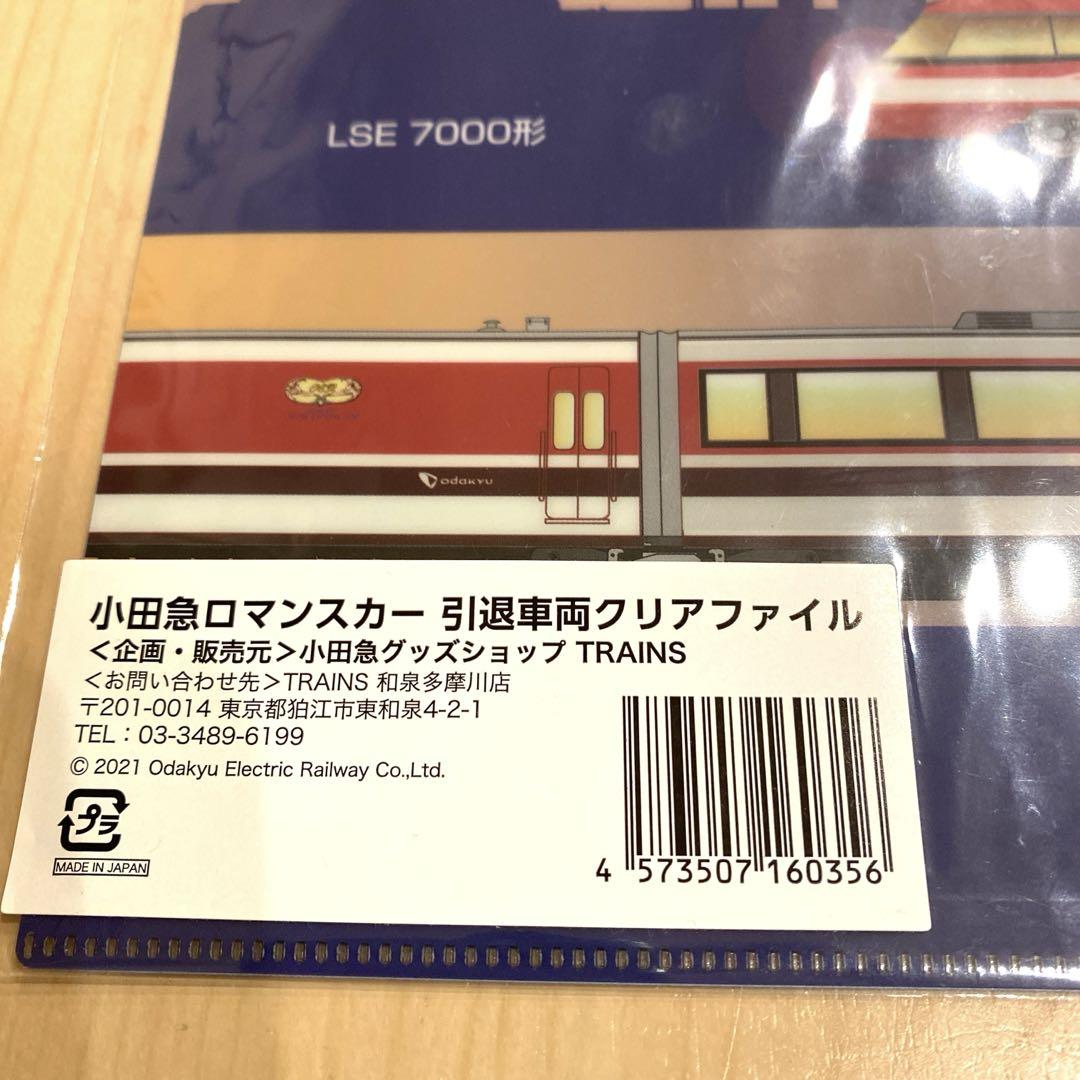 LSE 7000形
odakyu
小田急ロマンスカー 引退車両クリアファイル
＜企画・販売元＞小田急グッズショップ TRAINS
＜お問い合わせ先＞TRAINS 和泉多摩川店
〒201-0014 東京都狛江市東和泉4-2-1
TEL：03-3489-6199
© 2021 Odakyu Electric Railway Co.,Ltd.
プラ
MADE IN JAPAN
4 573507 160356